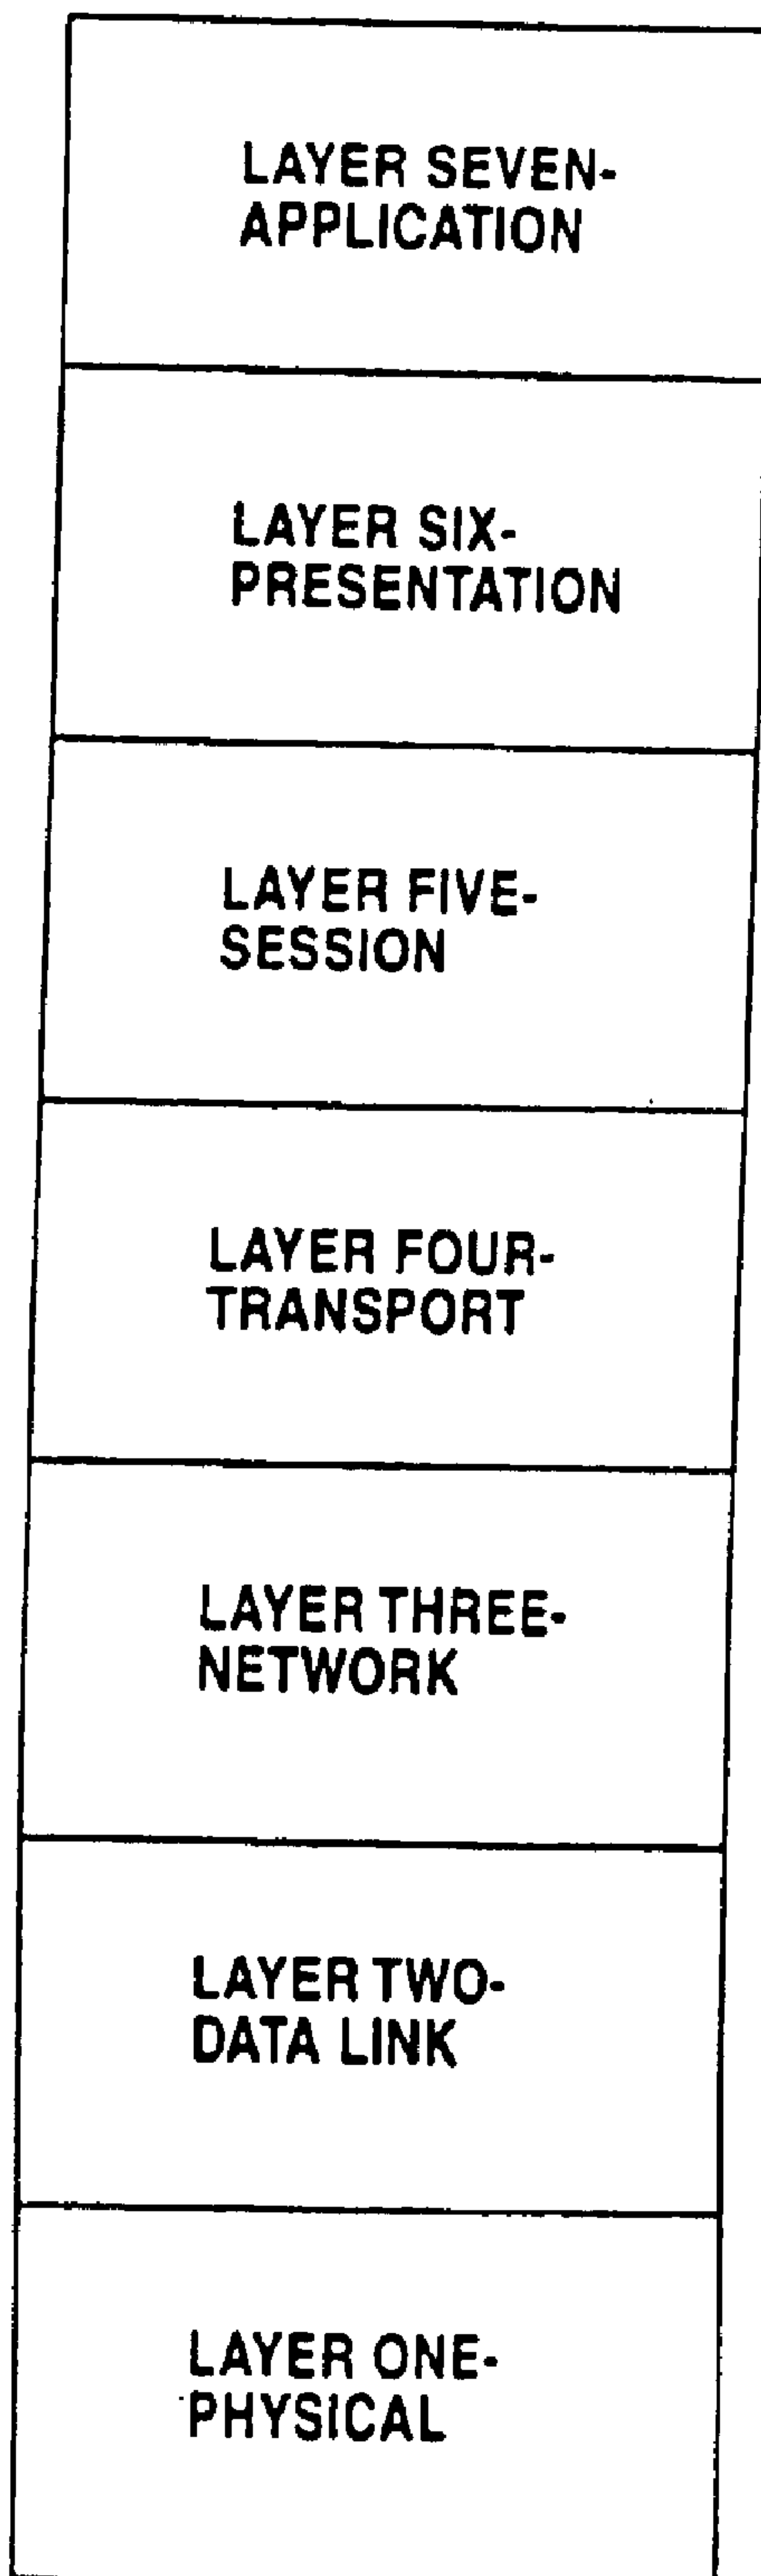 LAYER SEVEN-
APPLICATION
LAYER SIX-
PRESENTATION
LAYER FIVE-
SESSION
LAYER FOUR-
TRANSPORT
LAYER THREE-
NETWORK
LAYER TWO-
DATA LINK
LAYER ONE-
PHYSICAL